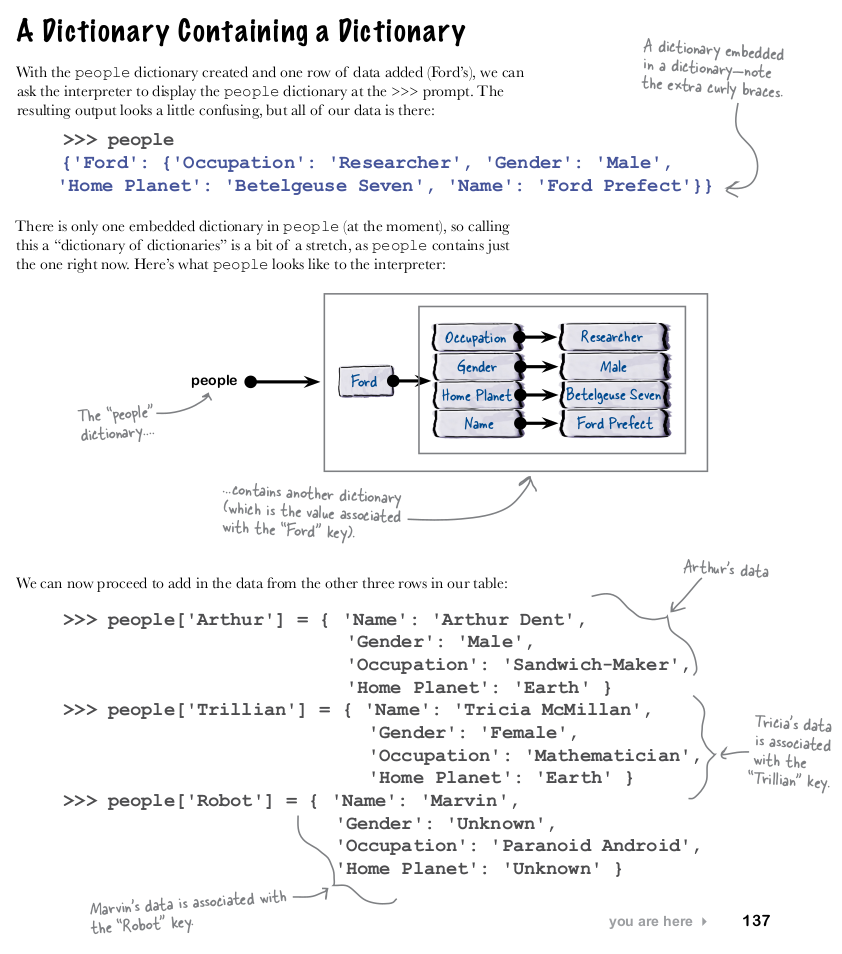 A Dictionary Containing a Dictionary
With the people dictionary created and one row of data added (Ford's), we can
ask the interpreter to display the people dictionary at the >>> prompt. The
resulting output looks a little confusing, but all of our data is there:
A dictionary embedded
in a dictionary—note
the extra curly braces.
>>> people
{'Ford': {'Occupation': 'Researcher', 'Gender': 'Male',
'Home Planet': 'Betelgeuse Seven', 'Name': 'Ford Prefect'}}
There is only one embedded dictionary in people (at the moment), so calling
this a “dictionary of dictionaries” is a bit of a stretch, as people contains just
the one right now. Here's what people looks like to the interpreter:
people
Ford
Occupation Researcher
Gender Male
Home Planet Betelgeuse Seven
Name Ford Prefect
The “people”
dictionary....
...contains another dictionary
(which is the value associated
with the “Ford” key).
We can now proceed to add in the data from the other three rows in our table:
Arthur's data
>>> people['Arthur'] = { 'Name': 'Arthur Dent',
'Gender': 'Male',
'Occupation': 'Sandwich-Maker',
'Home Planet': 'Earth' }
>>> people['Trillian'] = { 'Name': 'Tricia McMillan',
'Gender': 'Female',
'Occupation': 'Mathematician',
'Home Planet': 'Earth' }
Tricia's data
is associated
with the
“Trillian” key.
>>> people['Robot'] = { 'Name': 'Marvin',
'Gender': 'Unknown',
'Occupation': 'Paranoid Android',
'Home Planet': 'Unknown' }
Marvin's data is associated with
the “Robot” key.
you are here 137